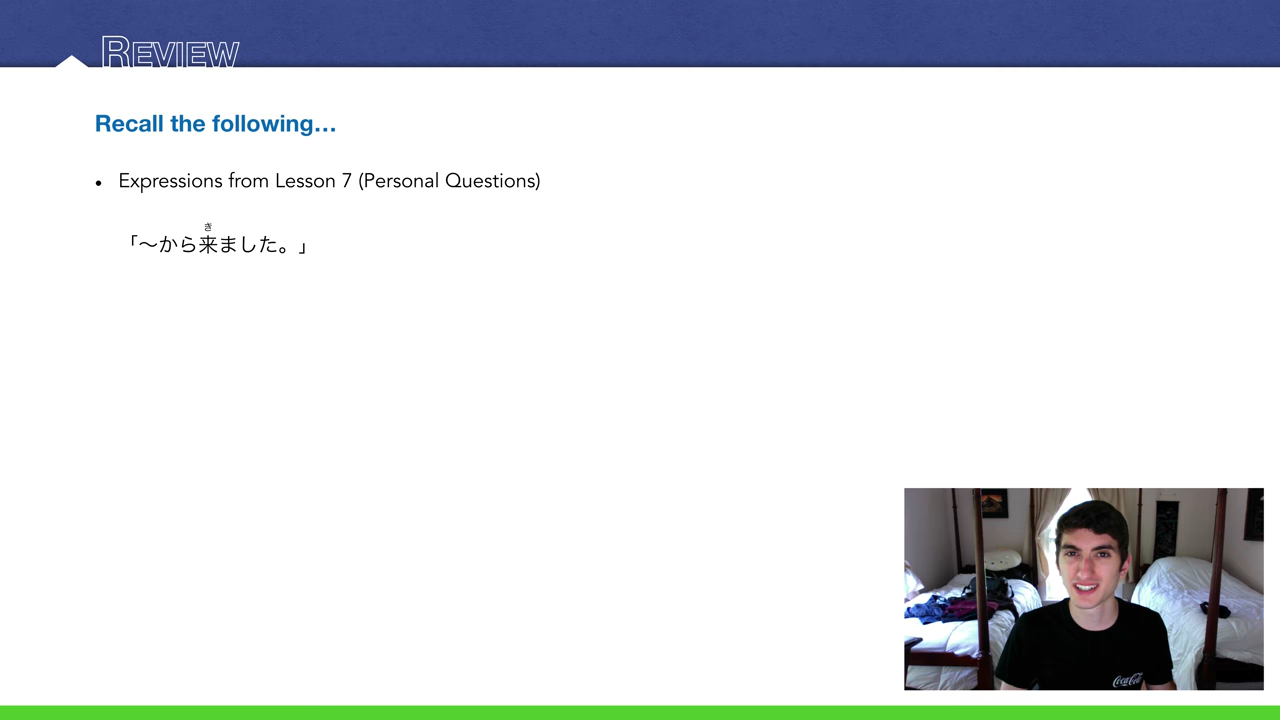 REVIEW
Recall the following…
• Expressions from Lesson 7 (Personal Questions)
き
「〜から来ました。」
Coca-Cola